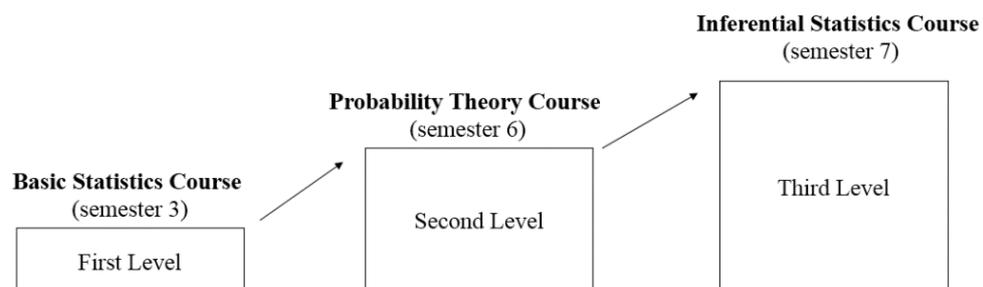 Inferential Statistics Course
(semester 7)
Probability Theory Course
(semester 6)
Third Level
Basic Statistics Course
(semester 3)
Second Level
First Level